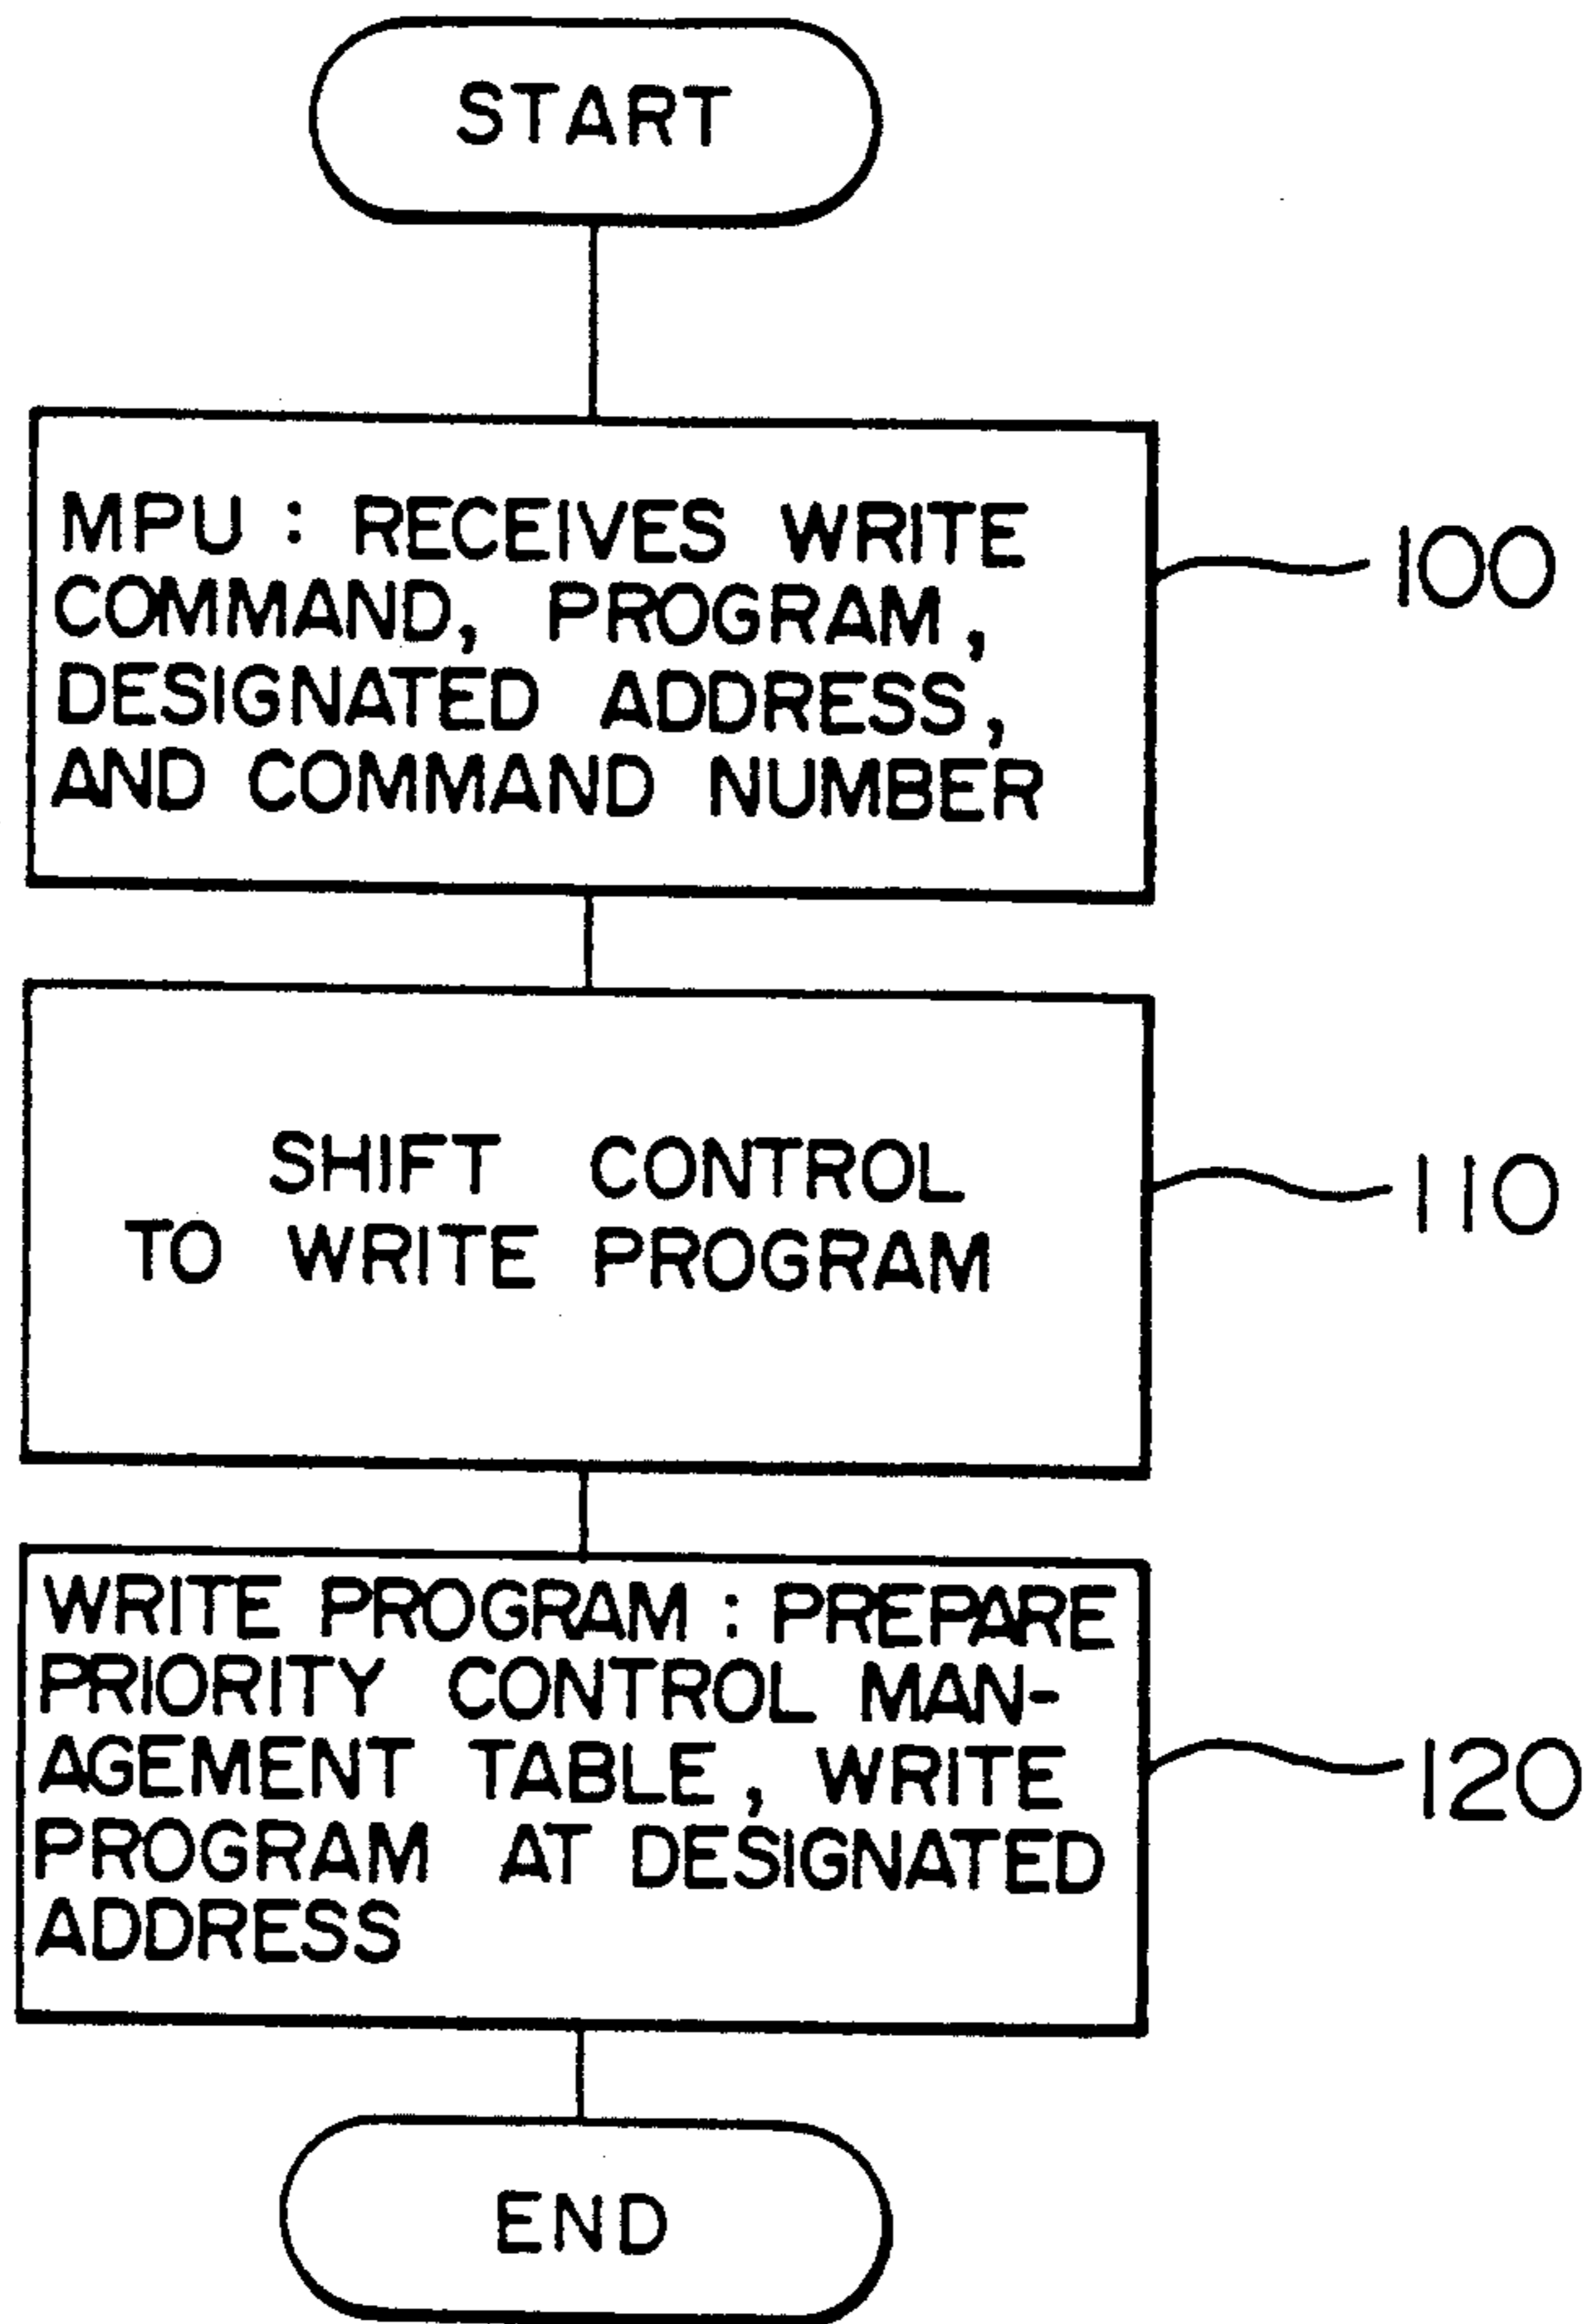 START
MPU : RECEIVES WRITE
COMMAND, PROGRAM,
DESIGNATED ADDRESS,
AND COMMAND NUMBER
100
SHIFT CONTROL
TO WRITE PROGRAM
110
WRITE PROGRAM : PREPARE
PRIORITY CONTROL MAN-
AGEMENT TABLE, WRITE
PROGRAM AT DESIGNATED
ADDRESS
120
END